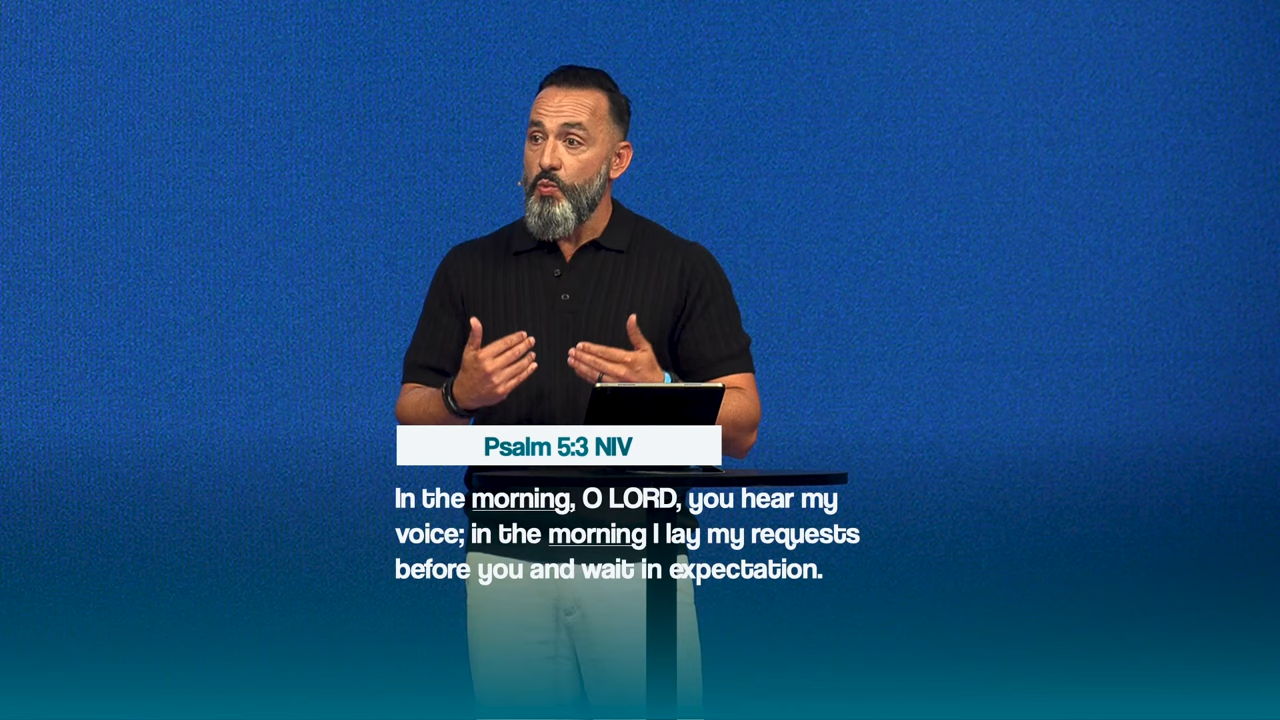 Psalm 5:3 NIV
In the morning, O LORD, you hear my
voice; in the morning I lay my requests
before you and wait in expectation.